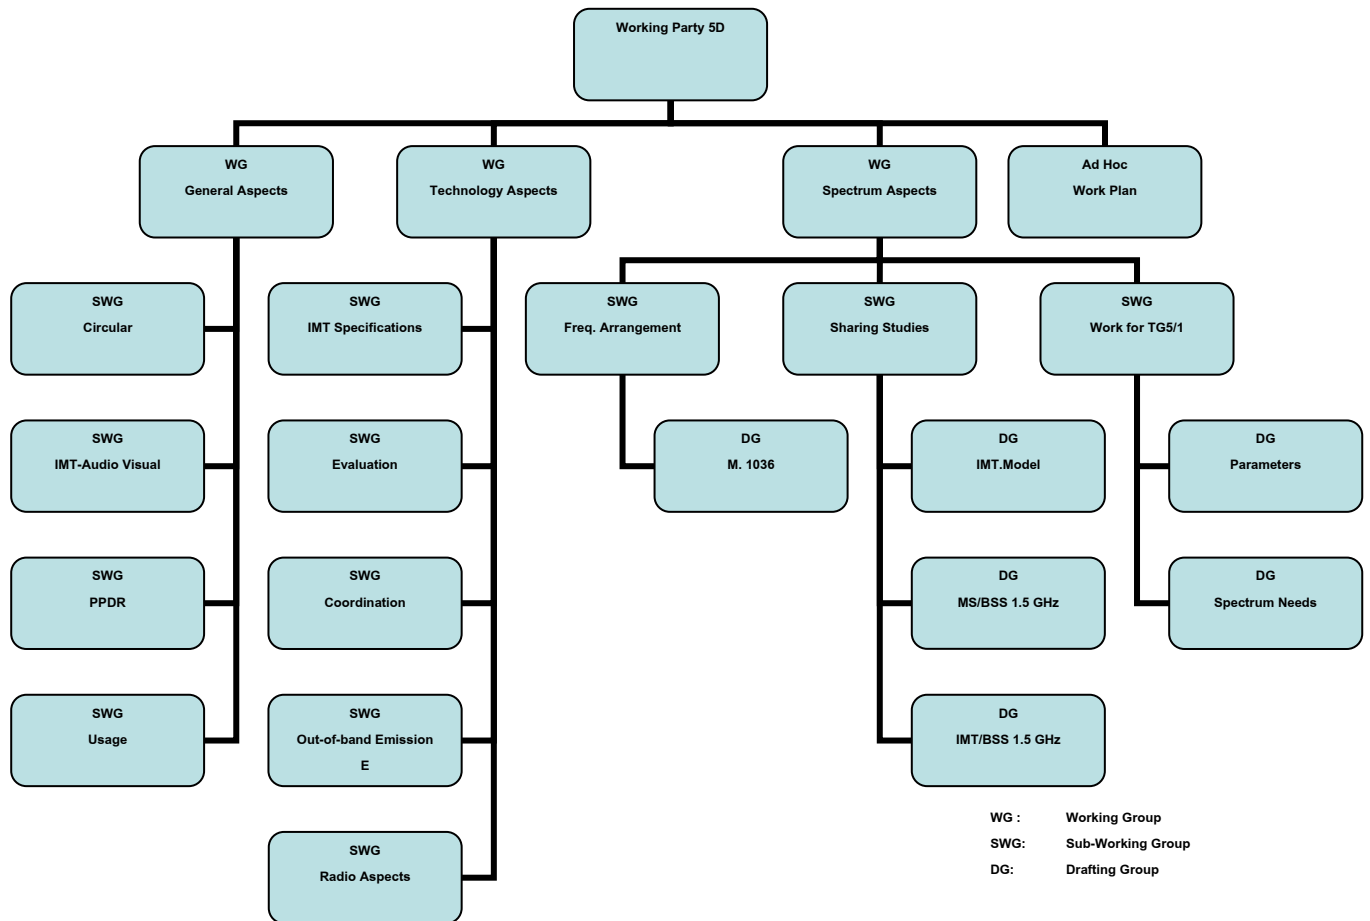 Working Party 5D
WG
General Aspects
WG
Technology Aspects
WG
Spectrum Aspects
Ad Hoc
Work Plan
SWG
Circular
SWG
IMT Specifications
SWG
Freq. Arrangement
SWG
Sharing Studies
SWG
Work for TG5/1
SWG
IMT-Audio Visual
SWG
Evaluation
DG
M. 1036
DG
IMT.Model
DG
Parameters
SWG
PPDR
SWG
Coordination
DG
MS/BSS 1.5 GHz
DG
Spectrum Needs
SWG
Usage
SWG
Out-of-band Emission
E
DG
IMT/BSS 1.5 GHz
SWG
Radio Aspects
WG : Working Group
SWG: Sub-Working Group
DG: Drafting Group